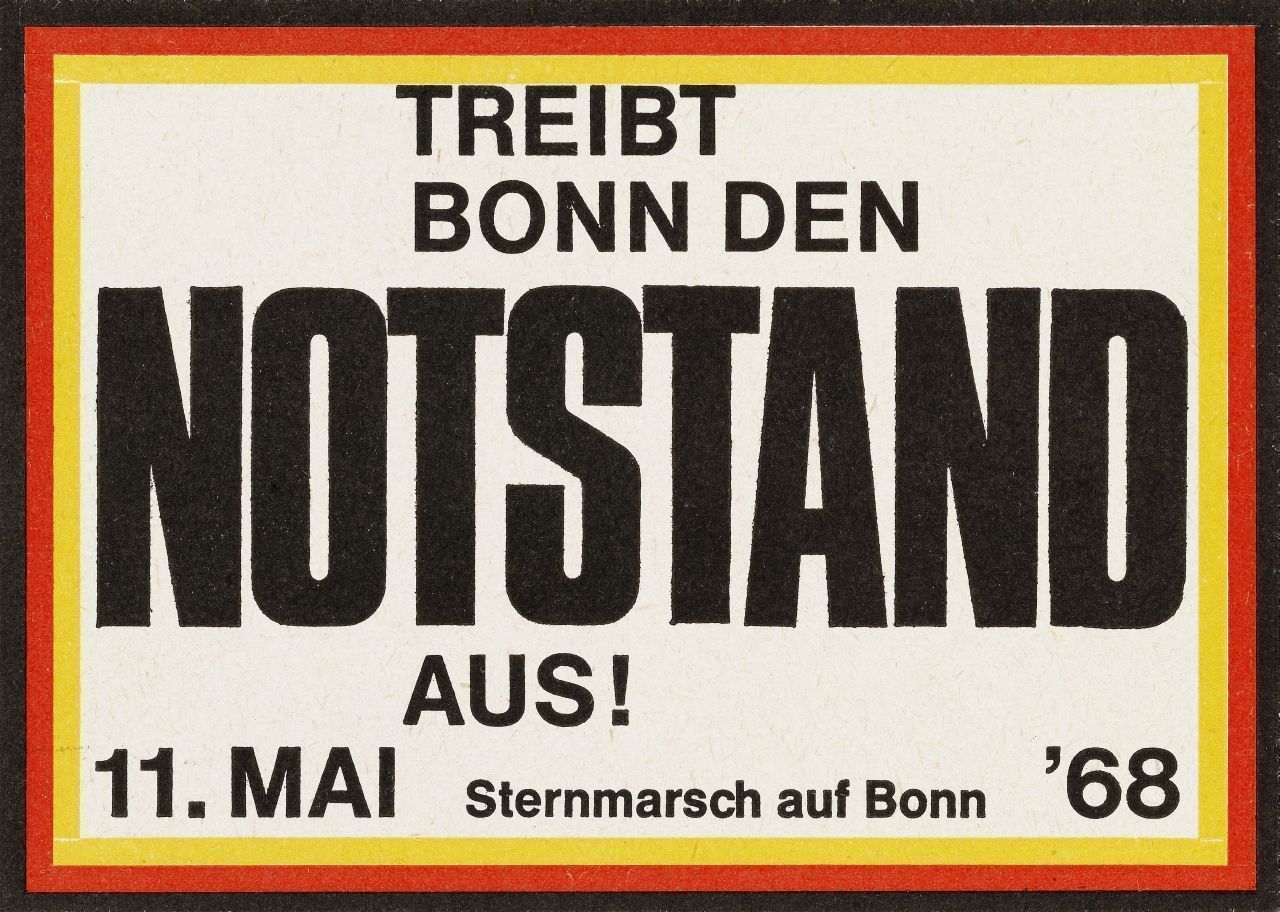 TREIBT
BONN DEN
NOTSTAND
AUS!
11. MAI Sternmarsch auf Bonn ’68